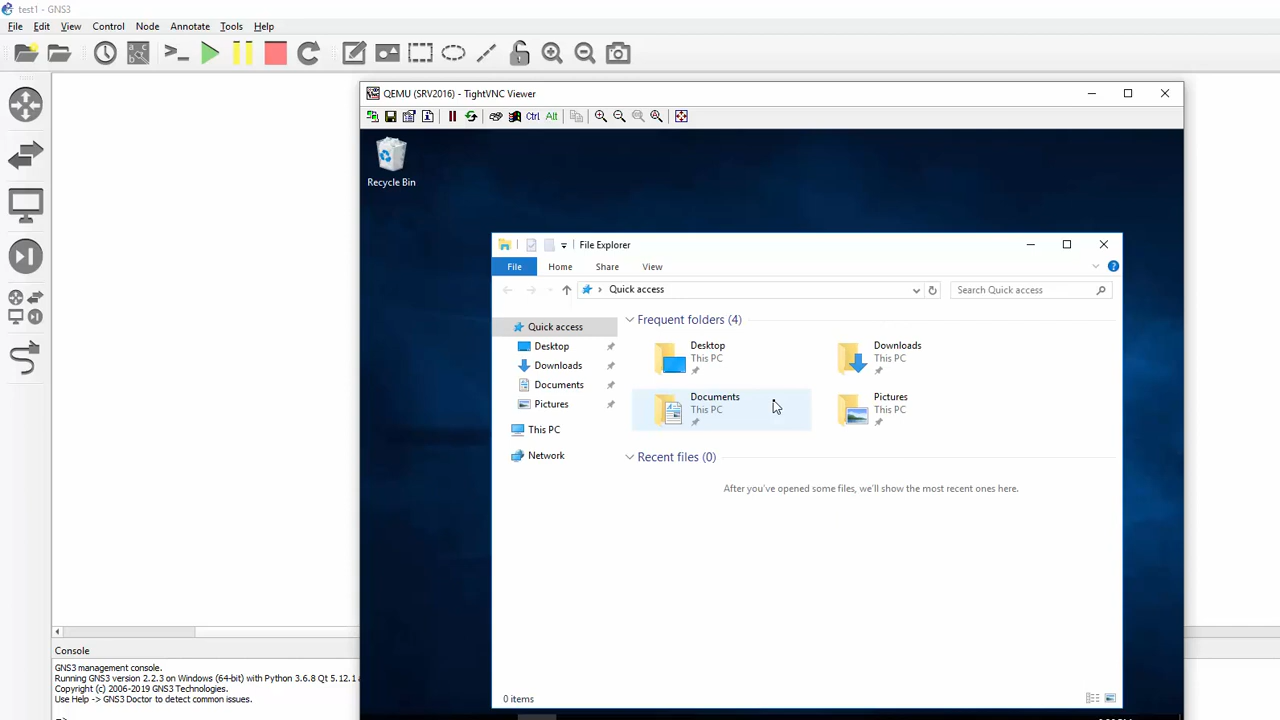 test1 - GNS3
File Edit View Control Node Annotate Tools Help
QEMU (SRV2016) - TightVNC Viewer
Ctrl Alt
Recycle Bin
File Explorer
File Home Share View
Quick access
Search Quick access
Quick access
Desktop
Downloads
Documents
Pictures
This PC
Network
Frequent folders (4)
Desktop
This PC
Downloads
This PC
Documents
This PC
Pictures
This PC
Recent files (0)
After you've opened some files, we'll show the most recent ones here.
0 items
Console
GNS3 management console.
Running GNS3 version 2.2.3 on Windows (64-bit) with Python 3.6.8 Qt 5.12.1
Copyright (c) 2006-2019 GNS3 Technologies.
Use Help -> GNS3 Doctor to detect common issues.
=>